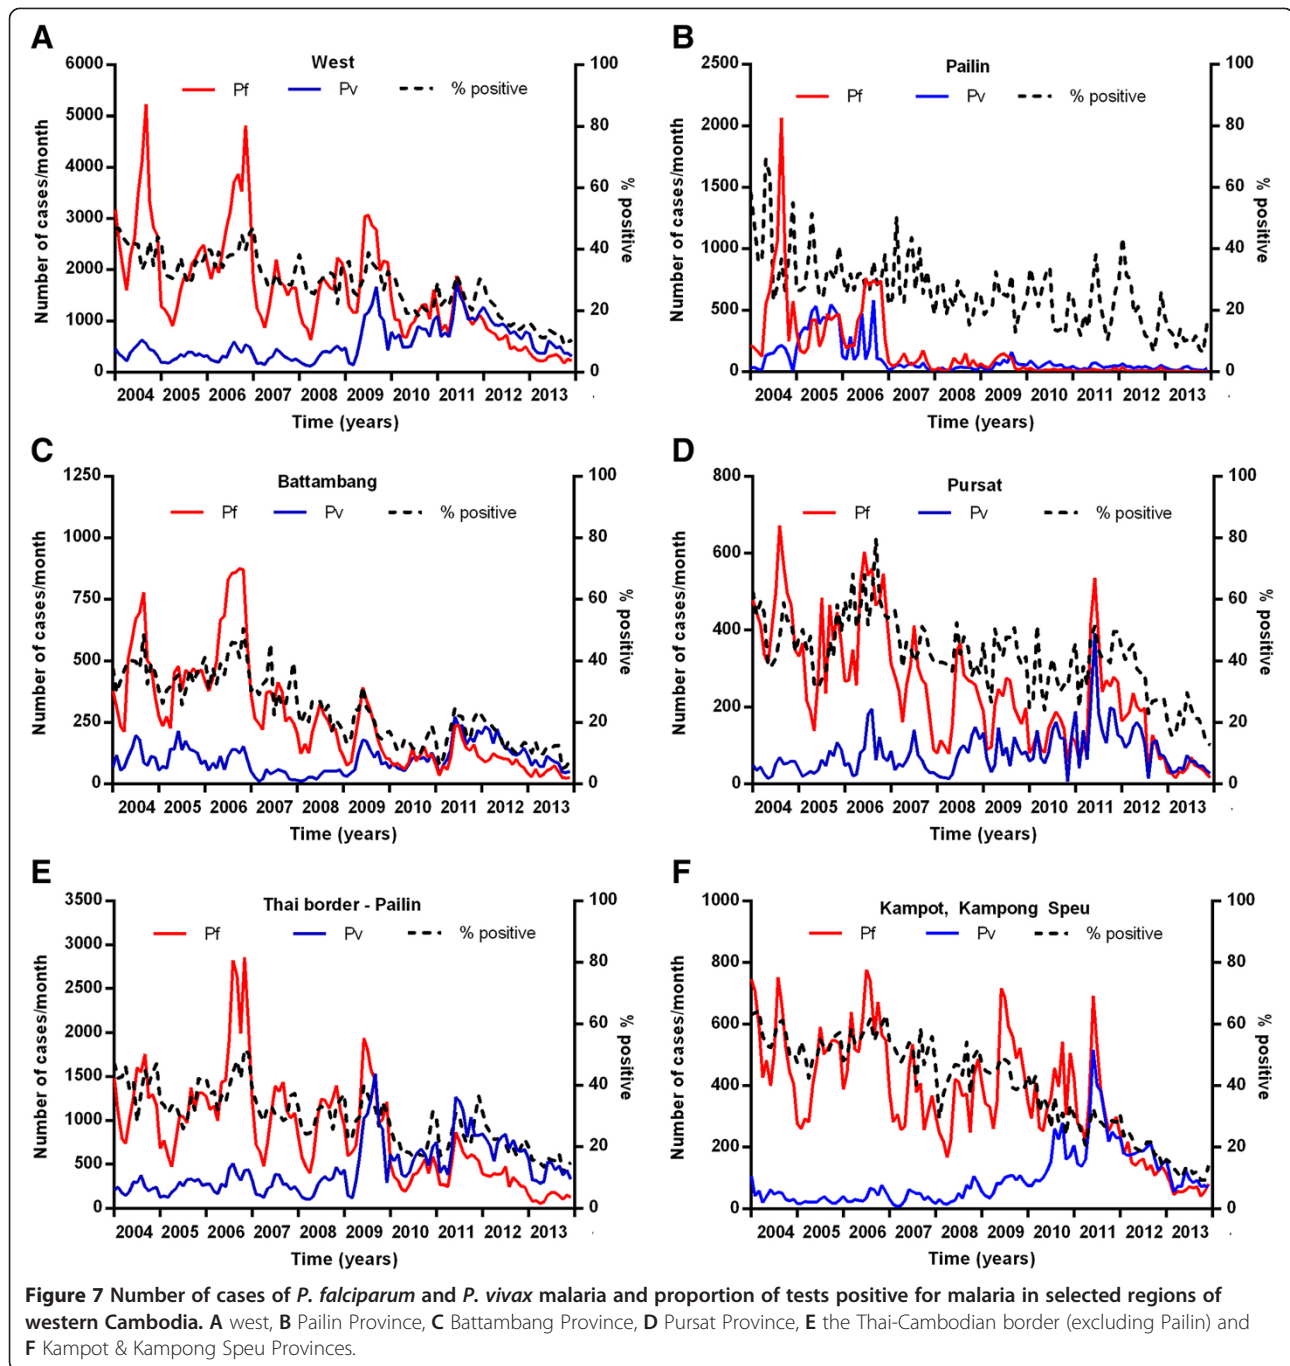 A
West
Pf Pv % positive
6000
5000
4000
3000
2000
1000
0
100
80
60
40
20
0
Number of cases/month
% positive
2004 2005 2006 2007 2008 2009 2010 2011 2012 2013
Time (years)
B
Pailin
Pf Pv % positive
2500
2000
1500
1000
500
0
100
80
60
40
20
0
Number of cases/month
% positive
2004 2005 2006 2007 2008 2009 2010 2011 2012 2013
Time (years)
C
Battambang
Pf Pv % positive
1250
1000
750
500
250
0
100
80
60
40
20
0
Number of cases/month
% positive
2004 2005 2006 2007 2008 2009 2010 2011 2012 2013
Time (years)
D
Pursat
Pf Pv % positive
800
600
400
200
0
100
80
60
40
20
0
Number of cases/month
% positive
2004 2005 2006 2007 2008 2009 2010 2011 2012 2013
Time (years)
E
Thai border - Pailin
Pf Pv % positive
3500
3000
2500
2000
1500
1000
500
0
100
80
60
40
20
0
Number of cases/month
% positive
2004 2005 2006 2007 2008 2009 2010 2011 2012 2013
Time (years)
F
Kampot, Kampong Speu
Pf Pv % positive
1000
800
600
400
200
0
100
80
60
40
20
0
Number of cases/month
% positive
2004 2005 2006 2007 2008 2009 2010 2011 2012 2013
Time (years)
Figure 7 Number of cases of P. falciparum and P. vivax malaria and proportion of tests positive for malaria in selected regions of
western Cambodia. A west, B Pailin Province, C Battambang Province, D Pursat Province, E the Thai-Cambodian border (excluding Pailin) and
F Kampot & Kampong Speu Provinces.